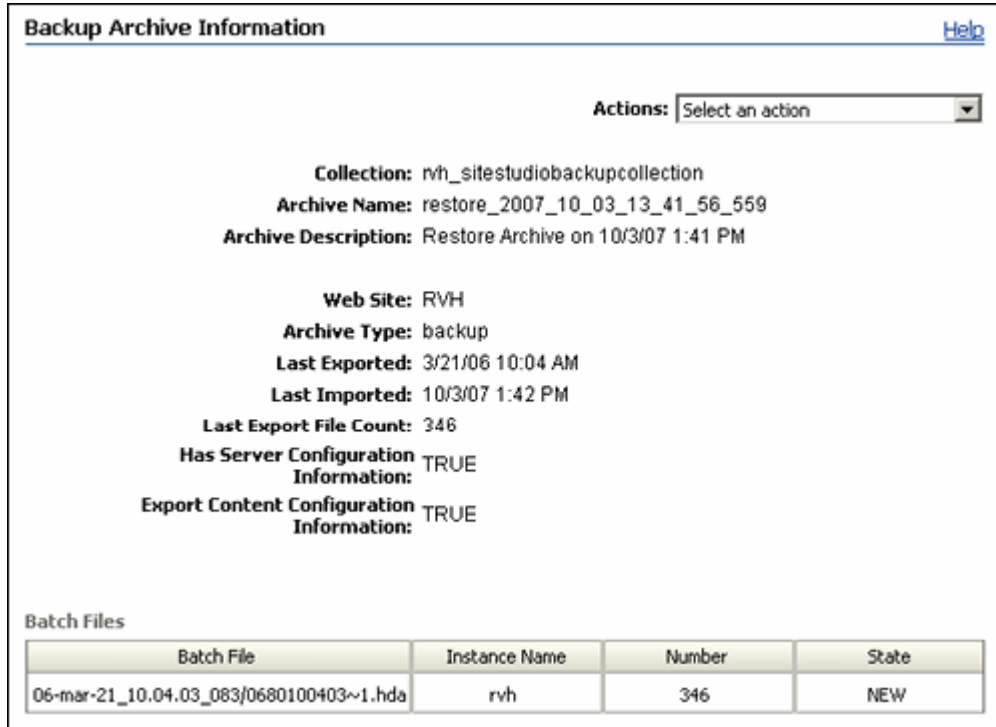 Backup Archive Information
Help
Actions: Select an action
Collection: rvh_sitestudiobackupcollection
Archive Name: restore_2007_10_03_13_41_56_559
Archive Description: Restore Archive on 10/3/07 1:41 PM
Web Site: RVH
Archive Type: backup
Last Exported: 3/21/06 10:04 AM
Last Imported: 10/3/07 1:42 PM
Last Export File Count: 346
Has Server Configuration
Information: TRUE
Export Content Configuration
Information: TRUE
Batch Files
Batch File Instance Name Number State
06-mar-21_10.04.03_083/0680100403~1.hda rvh 346 NEW